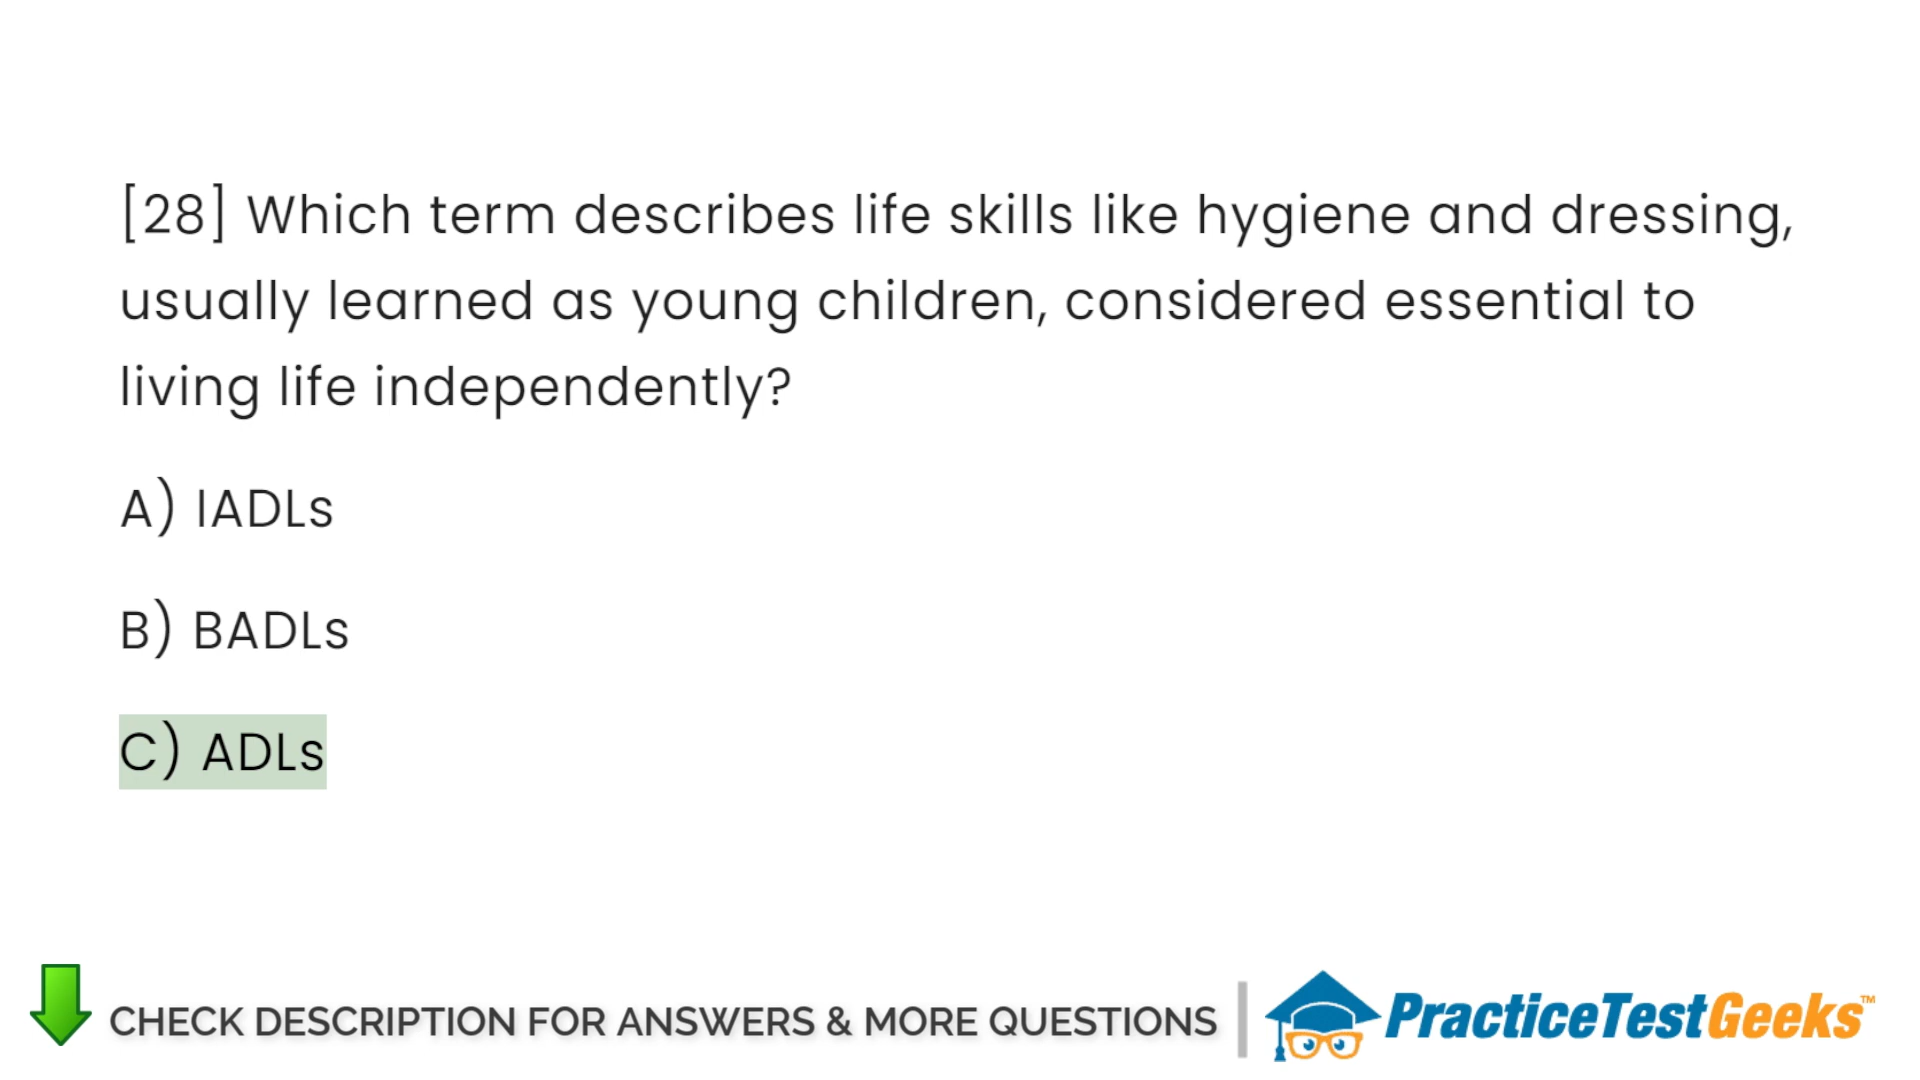 [28] Which term describes life skills like hygiene and dressing,
usually learned as young children, considered essential to
living life independently?
A) IADLs
B) BADLs
C) ADLs
CHECK DESCRIPTION FOR ANSWERS & MORE QUESTIONS
PracticeTestGeeks™